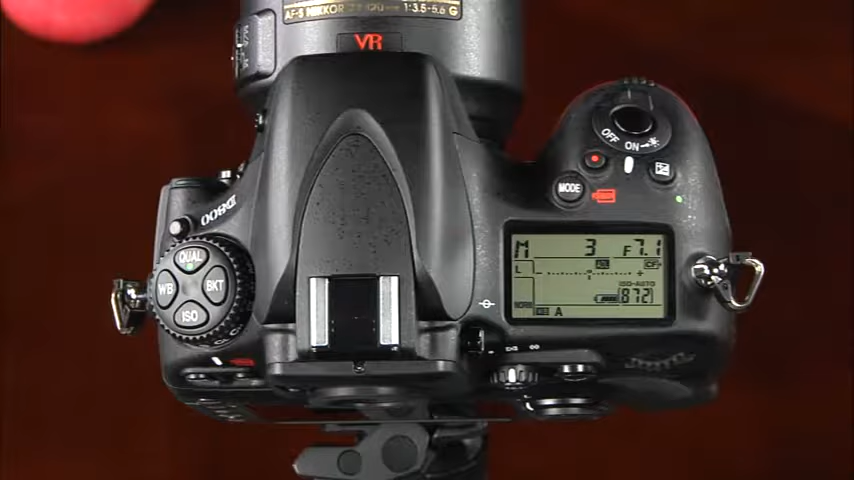 AF-S NIKKOR 1:3.5-5.6 G
VR
OFF ON
MODE
D800
QUAL
WB
BKT
ISO
M 3 F7.1
L
CF
ISO-AUTO
NORM
[872]
A